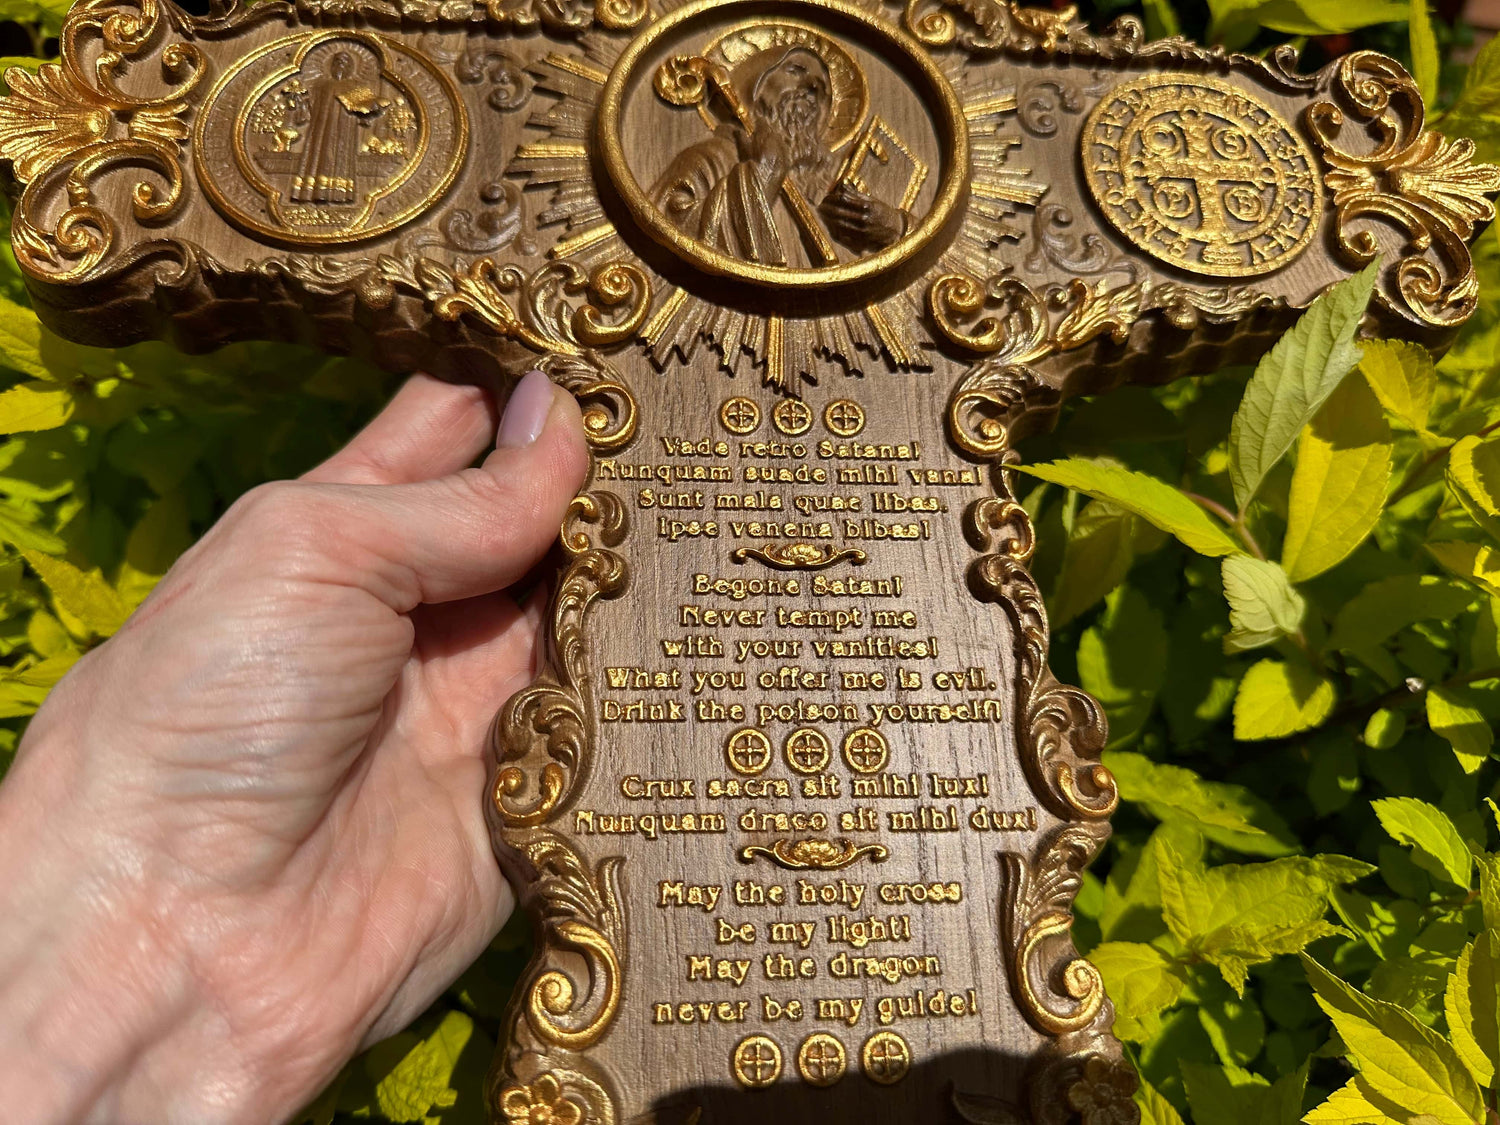 Vade retro Satana!
Nunquam suade mihi vana!
Sunt mala quae libas.
Ipse venena bibas!
Begone Satan!
Never tempt me
with your vanities!
What you offer me is evil.
Drink the poison yourself!
Crux sacra sit mihi lux!
Nunquam draco sit mihi dux!
May the holy cross
be my light!
May the dragon
never be my guide!